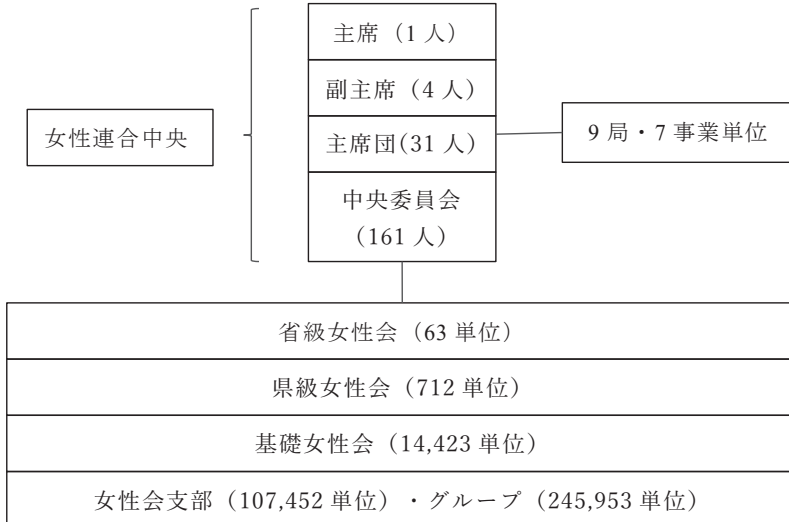 主席（1 人）
副主席（4 人）
女性連合中央
主席団(31 人）
9 局・7 事業単位
中央委員会
（161 人）
省級女性会（63 単位）
県級女性会（712 単位）
基礎女性会（14,423 単位）
女性会支部（107,452 単位）・グループ（245,953 単位）